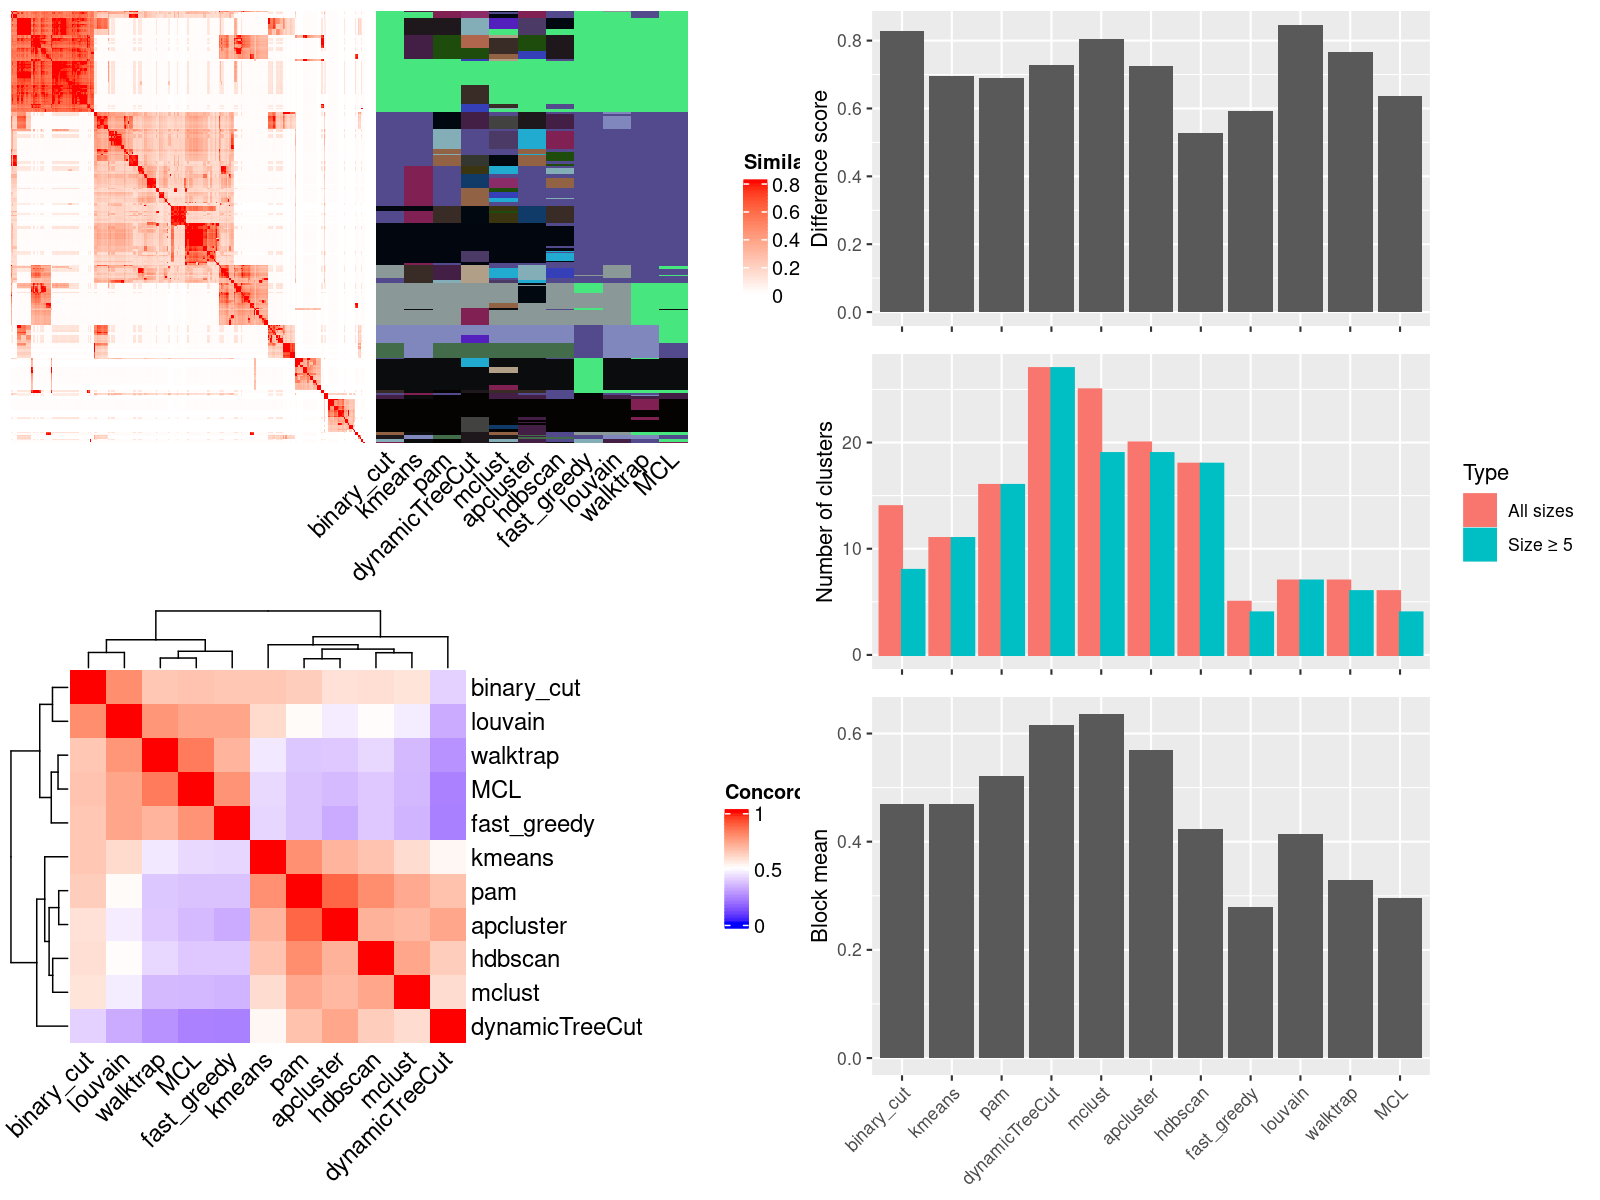 Simila
0.8
0.6
0.4
0.2
0
binary_cut
kmeans
pam
dynamicTreeCut
mclust
apcluster
hdbscan
fast_greedy
louvain
walktrap
MCL
Difference score
0.8
0.6
0.4
0.2
0.0
Number of clusters
20
10
0
Type
All sizes
Size ≥ 5
binary_cut
louvain
walktrap
MCL
fast_greedy
kmeans
pam
apcluster
hdbscan
mclust
dynamicTreeCut
binary_cut
louvain
walktrap
MCL
fast_greedy
kmeans
pam
apcluster
hdbscan
mclust
dynamicTreeCut
Concord
1
0.5
0
Block mean
0.6
0.4
0.2
0.0
binary_cut
kmeans
pam
dynamicTreeCut
mclust
apcluster
hdbscan
fast_greedy
louvain
walktrap
MCL